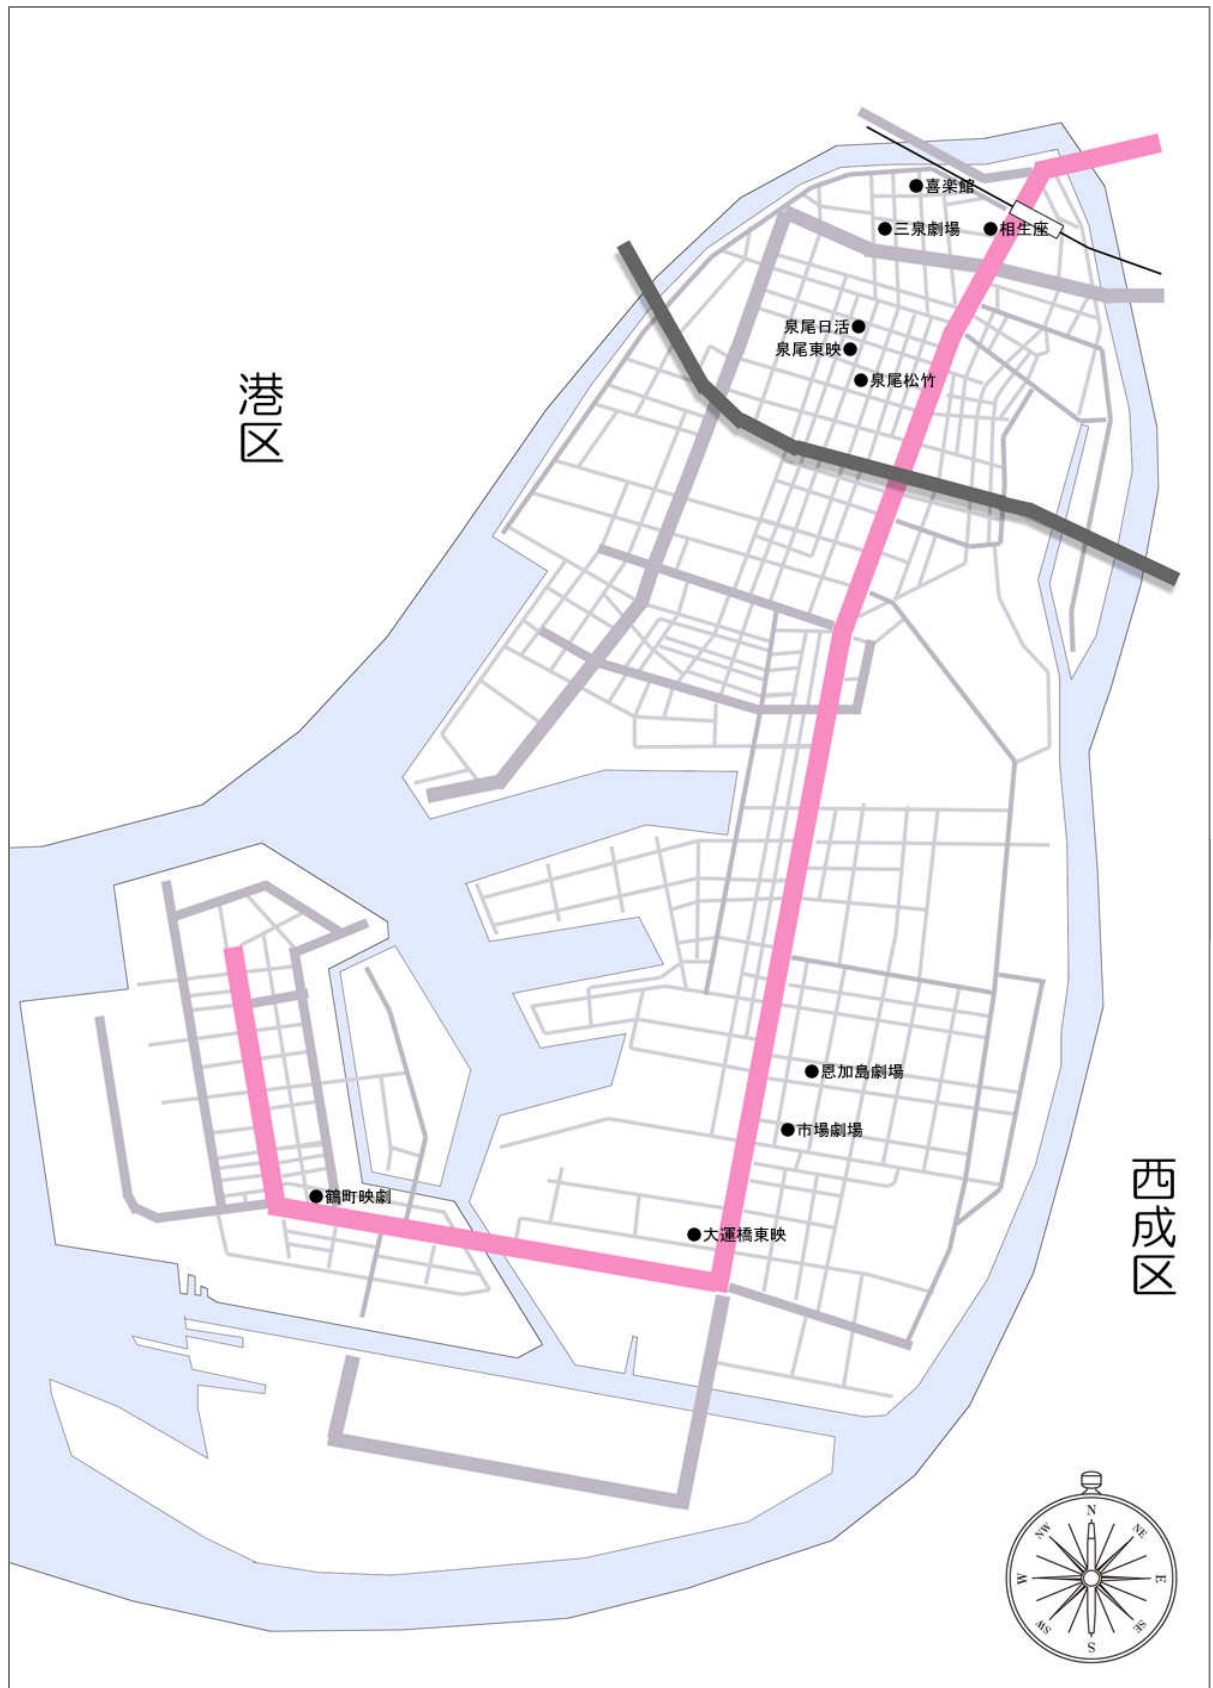 喜楽館
三泉劇場
相生座
泉尾日活
泉尾東映
泉尾松竹
港区
恩加島劇場
市場劇場
西成区
鶴町映劇
大運橋東映
N
NW
NE
W
E
SW
SE
S